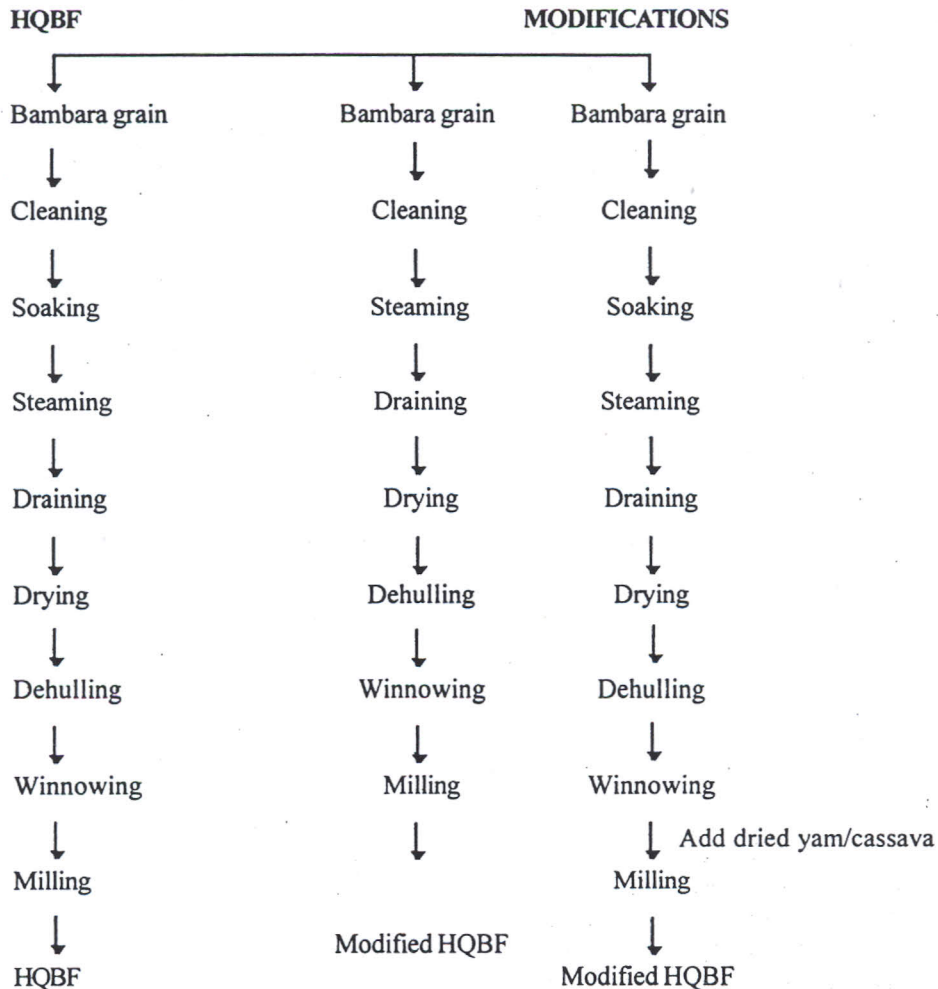 HQBF MODIFICATIONS
Bambara grain Bambara grain Bambara grain
Cleaning Cleaning Cleaning
Soaking Steaming Soaking
Steaming Draining Steaming
Draining Drying Draining
Drying Dehulling Drying
Dehulling Winnowing Dehulling
Winnowing Milling Winnowing
Add dried yam/cassava
Milling Milling
Modified HQBF
HQBF Modified HQBF